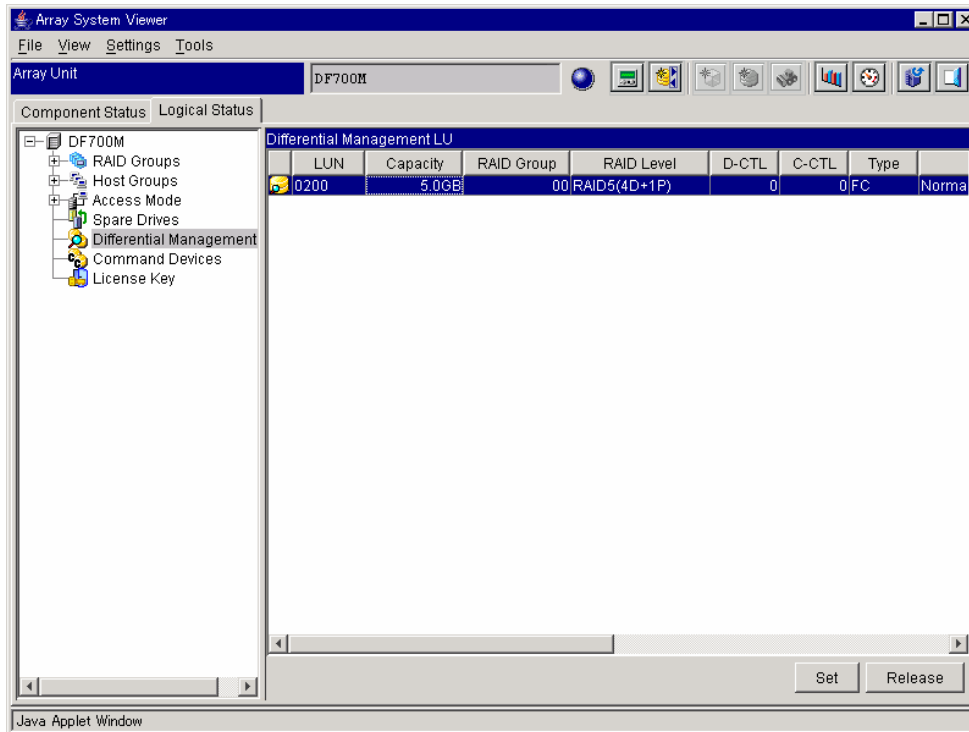 Array System Viewer
File View Settings Tools
Array Unit
DF700M
Component Status Logical Status
DF700M
RAID Groups
Host Groups
Access Mode
Spare Drives
Differential Management
Command Devices
License Key
Differential Management LU
LUN Capacity RAID Group RAID Level D-CTL C-CTL Type
0200 5.0GB 00 RAID5(4D+1P) 0 0 FC Norma
Set Release
Java Applet Window